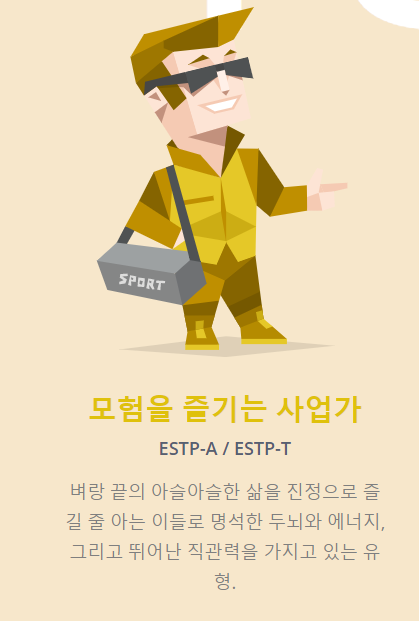 SPORT
모험을 즐기는 사업가
ESTP-A / ESTP-T
벼랑 끝의 아슬아슬한 삶을 진정으로 즐
길 줄 아는 이들로 명석한 두뇌와 에너지,
그리고 뛰어난 직관력을 가지고 있는 유
형.